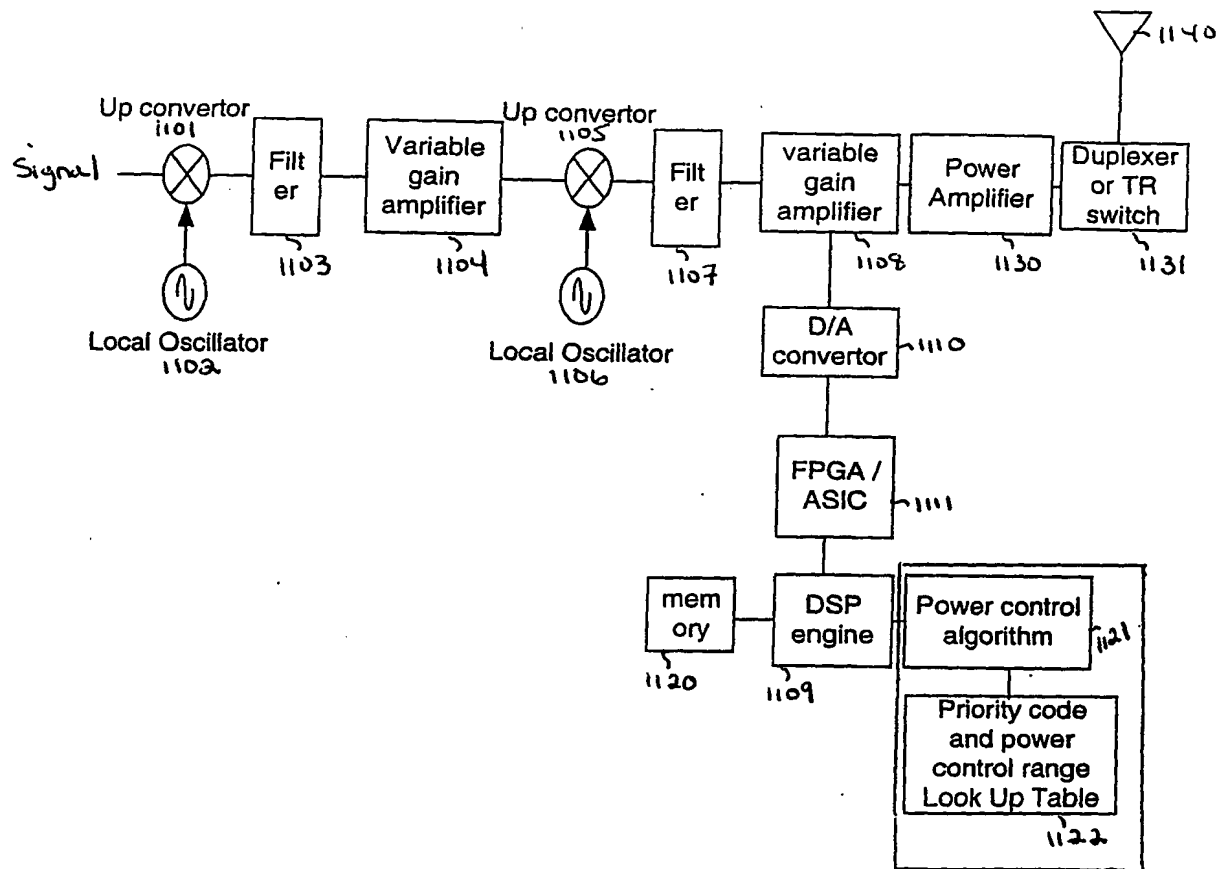 1140
Up convertor
1101
Up convertor
1105
Signal
Filt
er
Variable
gain
amplifier
Filt
er
variable
gain
amplifier
Power
Amplifier
Duplexer
or TR
switch
1103
1104
1107
1108
1130
1131
Local Oscillator
1102
Local Oscillator
1106
D/A
convertor
1110
FPGA /
ASIC
1111
mem
ory
1120
DSP
engine
1109
Power control
algorithm
1121
Priority code
and power
control range
Look Up Table
1122